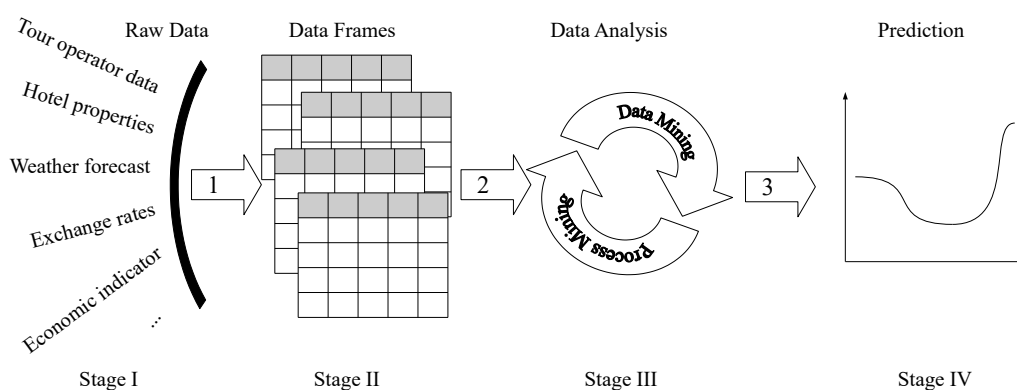 Raw Data
Data Frames
Data Analysis
Prediction
Tour operator data
Hotel properties
Weather forecast
Exchange rates
Economic indicator
...
1
2
3
Data Mining
Process Mining
Stage I
Stage II
Stage III
Stage IV